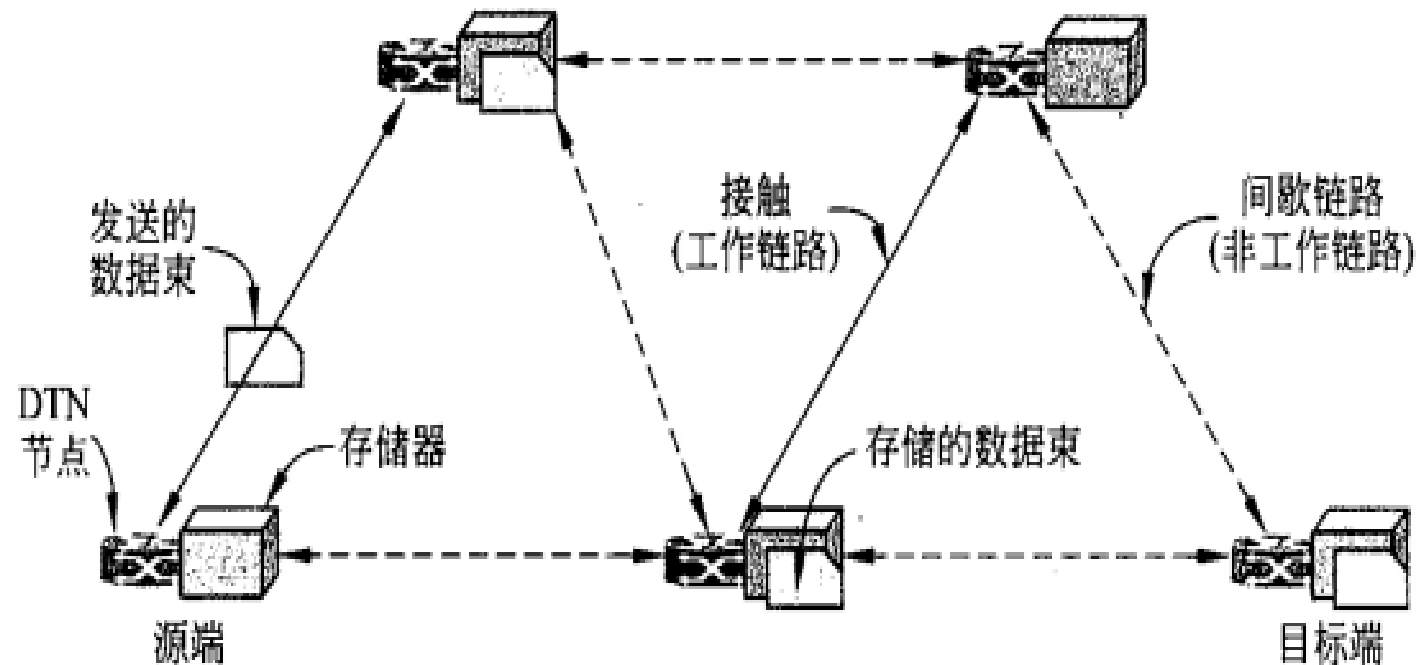 发送的
数据束
接触
(工作链路)
间歇链路
(非工作链路)
DTN
节点
存储器
存储的数据束
源端
目标端